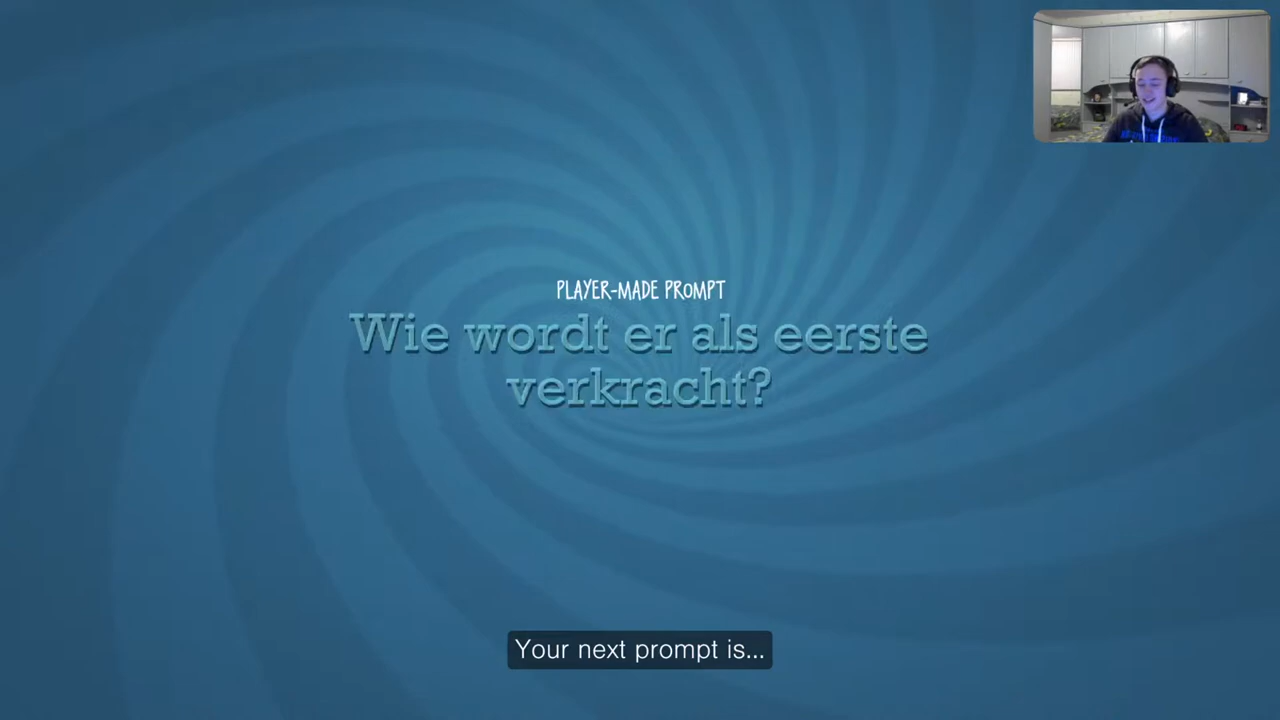 PLAYER-MADE PROMPT
Wie wordt er als eerste
verkracht?
Your next prompt is...